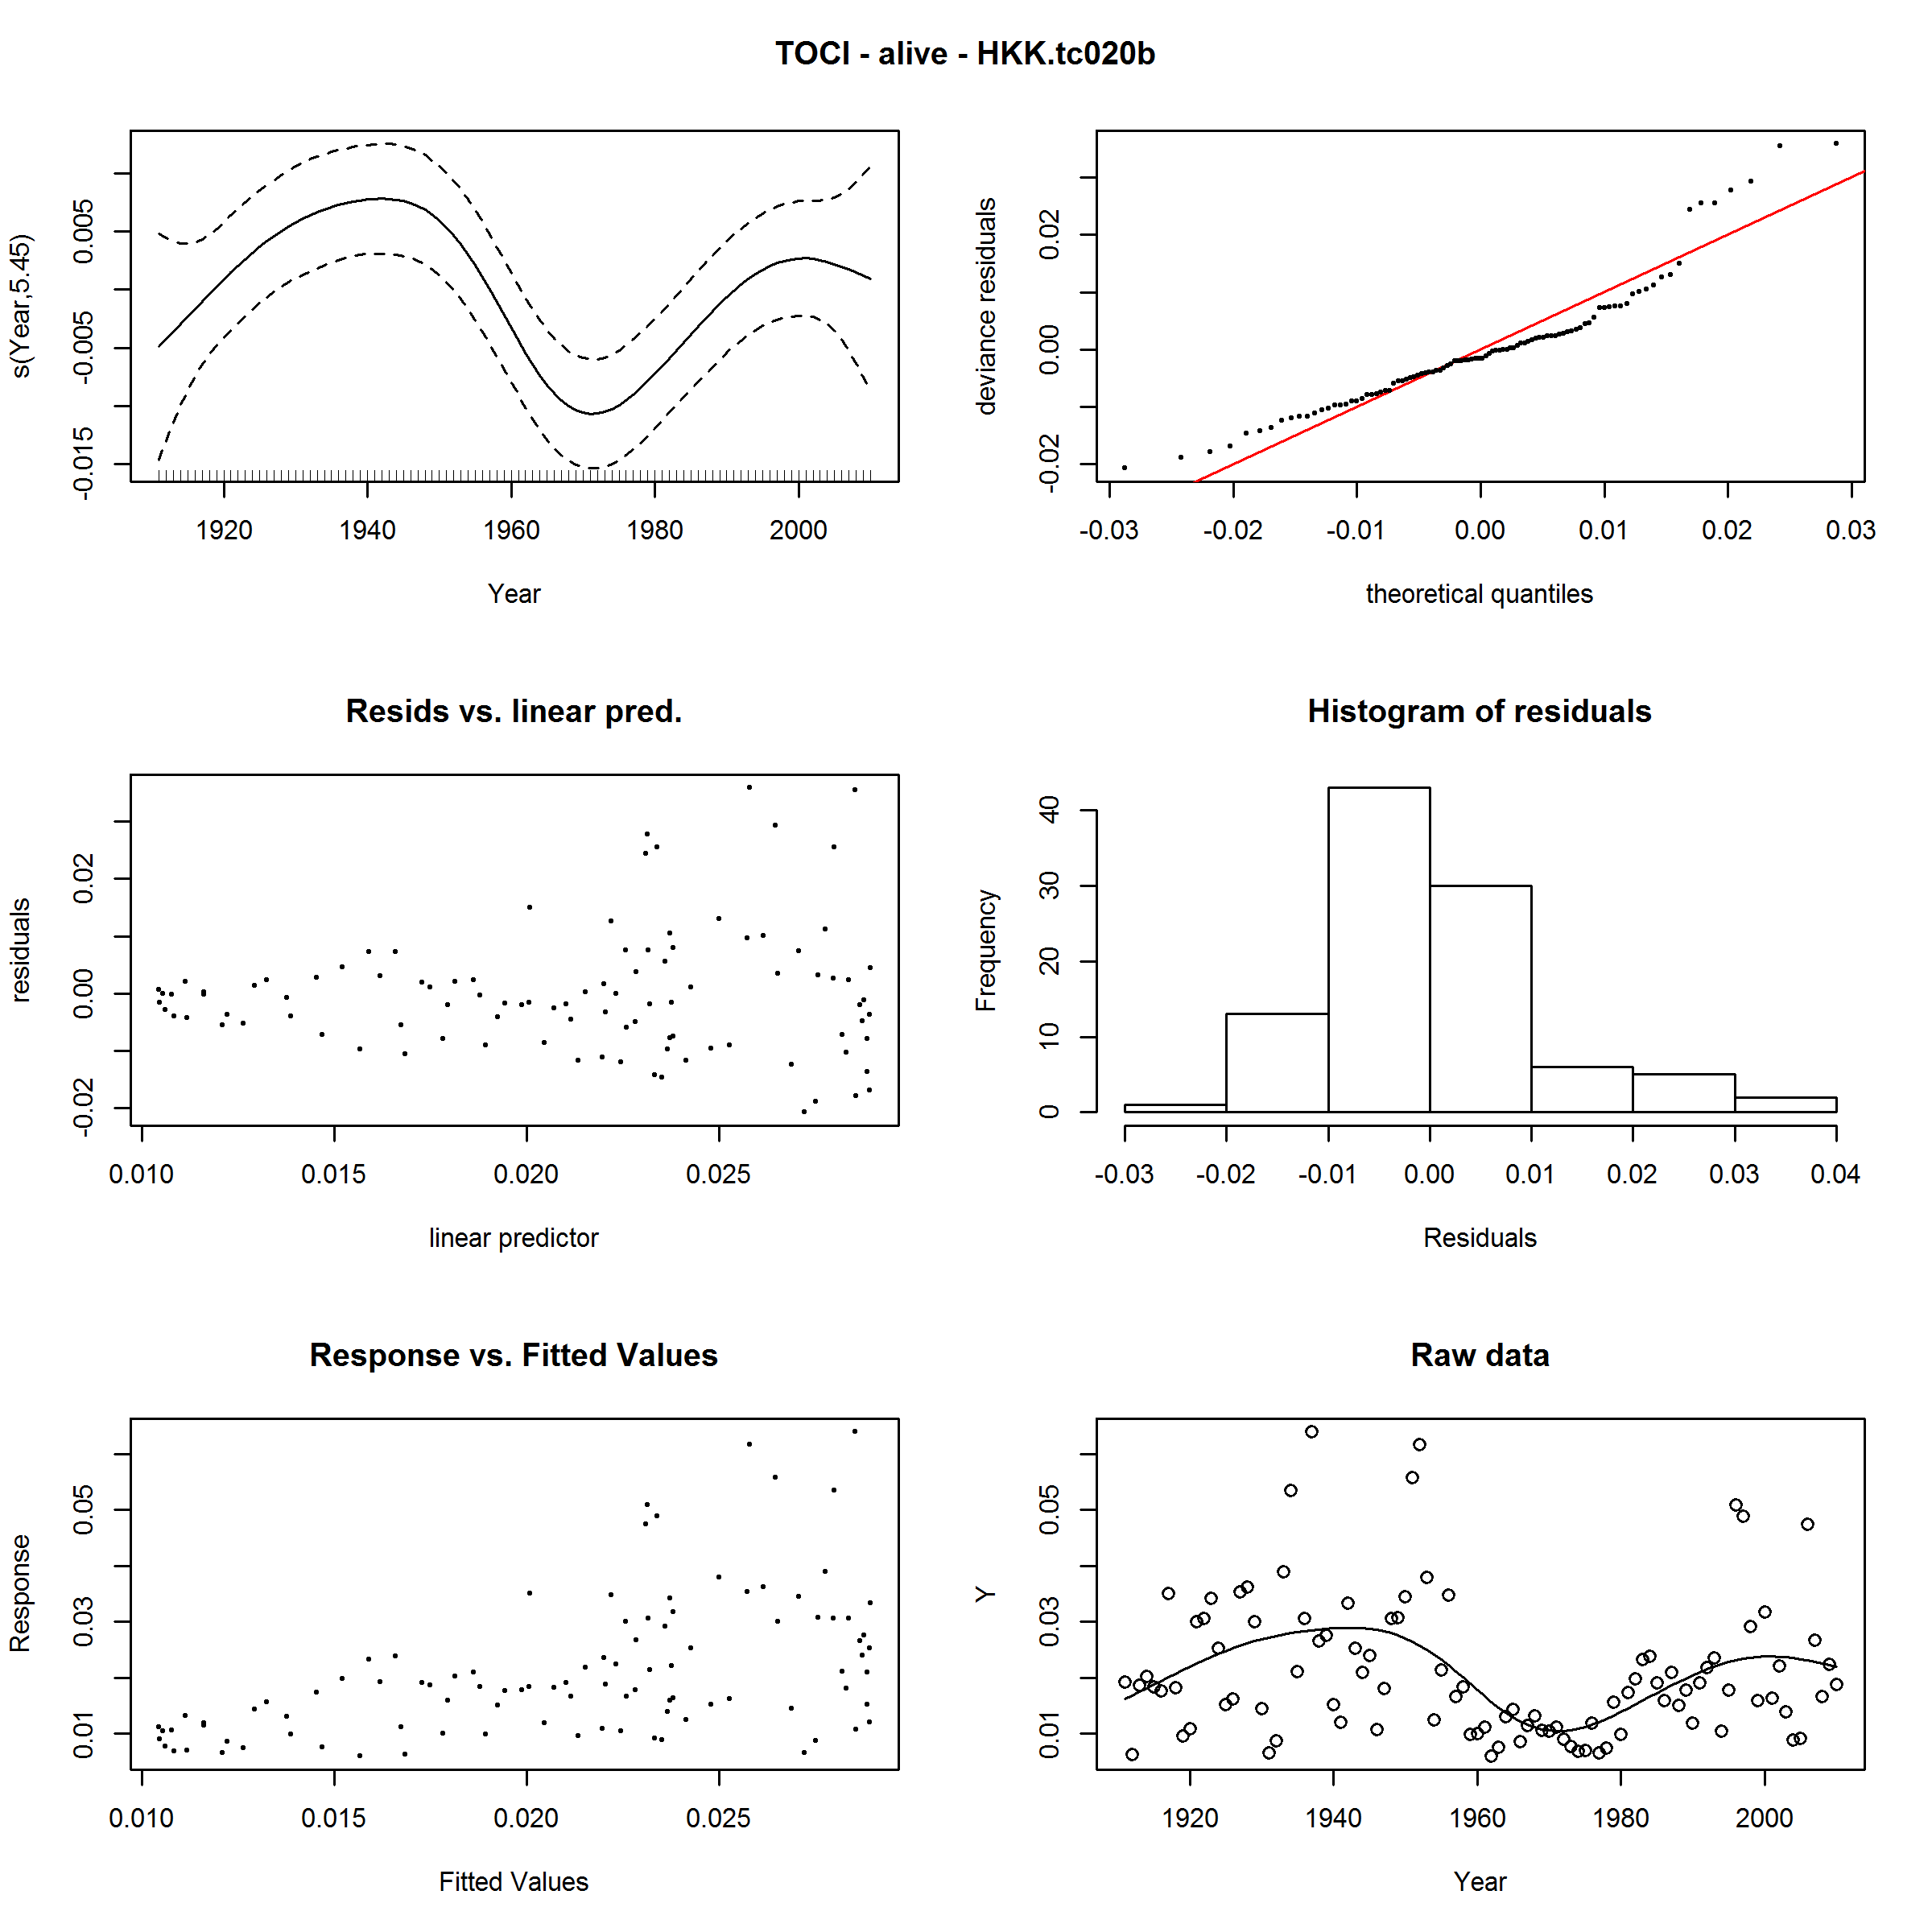 TOCI - alive - HKK.tc020b
s(Year,5.45)
0.005
-0.005
-0.015
1920 1940 1960 1980 2000
Year
deviance residuals
0.02
0.00
-0.02
-0.03 -0.02 -0.01 0.00 0.01 0.02 0.03
theoretical quantiles
Resids vs. linear pred.
residuals
0.02
0.00
-0.02
0.010 0.015 0.020 0.025
linear predictor
Histogram of residuals
Frequency
40
30
20
10
0
-0.03 -0.02 -0.01 0.00 0.01 0.02 0.03 0.04
Residuals
Response vs. Fitted Values
Response
0.05
0.03
0.01
0.010 0.015 0.020 0.025
Fitted Values
Raw data
Y
0.05
0.03
0.01
1920 1940 1960 1980 2000
Year